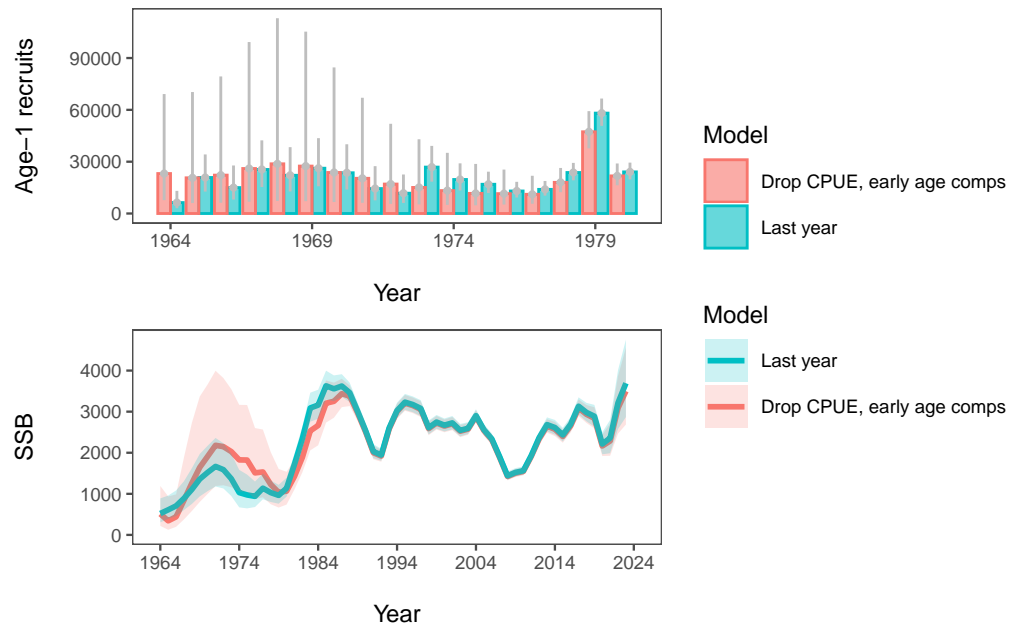 Age−1 recruits
90000
60000
30000
0
1964
1969
1974
1979
Year
Model
Drop CPUE, early age comps
Last year
SSB
4000
3000
2000
1000
0
1964
1974
1984
1994
2004
2014
2024
Year
Model
Last year
Drop CPUE, early age comps